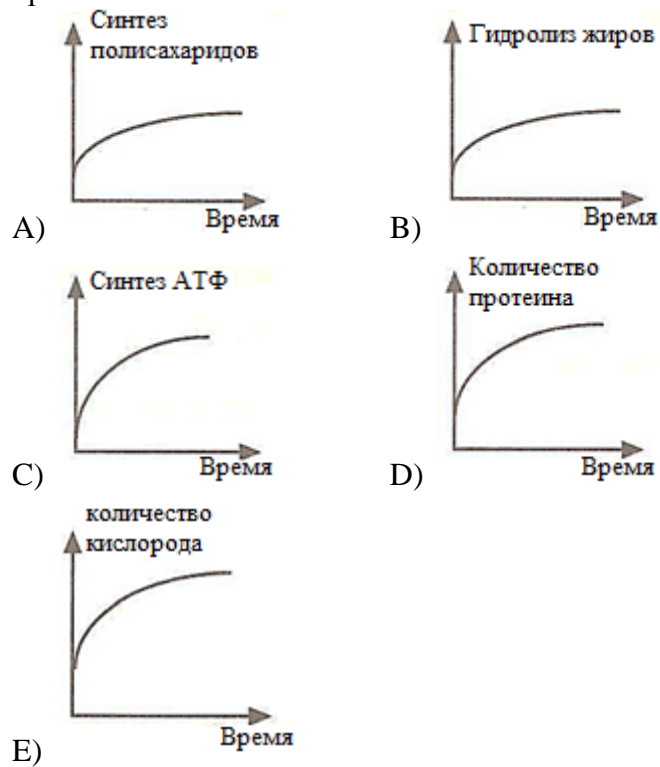 Синтез
полисахаридов
Время
A)
Гидролиз жиров
Время
B)
Синтез АТФ
Время
C)
Количество
протеина
Время
D)
количество
кислорода
Время
E)